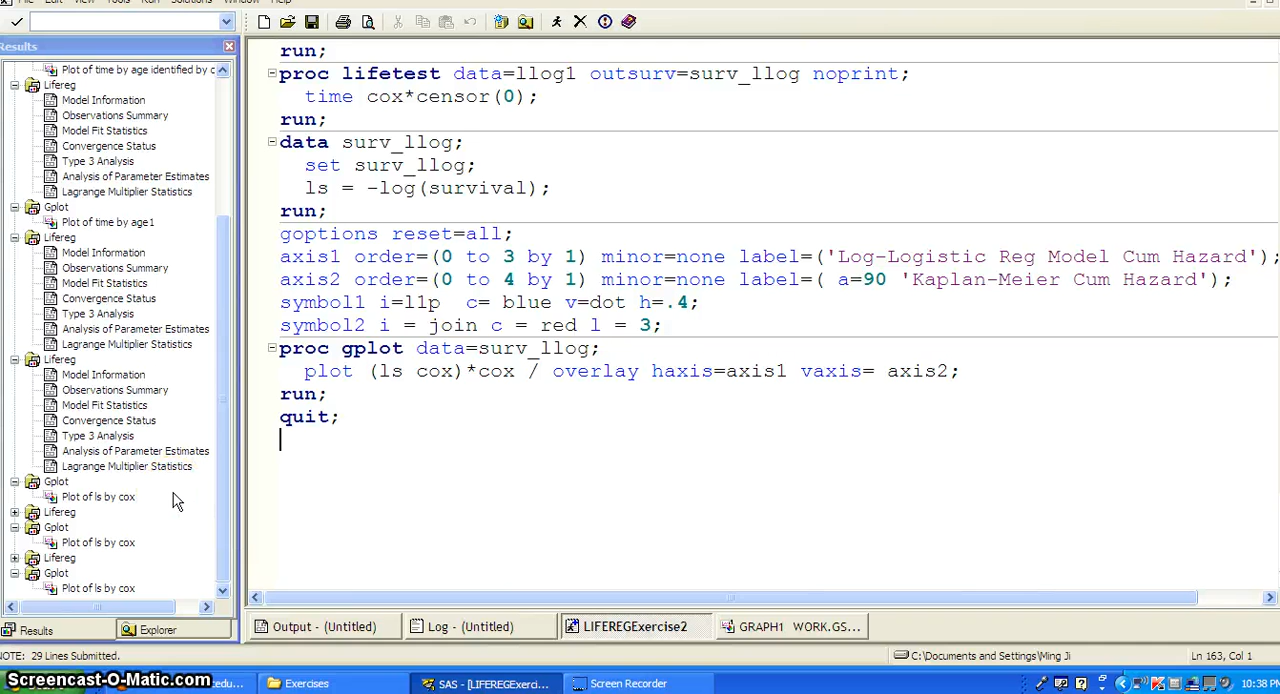 File Edit View Tools Run Solutions Window Help
Results
Plot of time by age identified by c
Lifereg
Model Information
Observations Summary
Model Fit Statistics
Convergence Status
Type 3 Analysis
Analysis of Parameter Estimates
Lagrange Multiplier Statistics
Gplot
Plot of time by age1
Lifereg
Model Information
Observations Summary
Model Fit Statistics
Convergence Status
Type 3 Analysis
Analysis of Parameter Estimates
Lagrange Multiplier Statistics
Lifereg
Model Information
Observations Summary
Model Fit Statistics
Convergence Status
Type 3 Analysis
Analysis of Parameter Estimates
Lagrange Multiplier Statistics
Gplot
Plot of ls by cox
Lifereg
Gplot
Plot of ls by cox
Lifereg
Gplot
Plot of ls by cox
run;
proc lifetest data=llog1 outsurv=surv_llog noprint;
time cox*censor(0);
run;
data surv_llog;
set surv_llog;
ls = -log(survival);
run;
goptions reset=all;
axis1 order=(0 to 3 by 1) minor=none label=('Log-Logistic Reg Model Cum Hazard');
axis2 order=(0 to 4 by 1) minor=none label=( a=90 'Kaplan-Meier Cum Hazard');
symbol1 i=l1p c= blue v=dot h=.4;
symbol2 i = join c = red l = 3;
proc gplot data=surv_llog;
plot (ls cox)*cox / overlay haxis=axis1 vaxis= axis2;
run;
quit;
Results
Explorer
Output - (Untitled)
Log - (Untitled)
LIFEREGExercise2
GRAPH1 WORK.GS...
NOTE: 29 Lines Submitted.
C:\Documents and Settings\Ming Ji
Ln 163, Col 1
Screencast-O-Matic.com
Exercises
SAS - [LIFEREGExerci...
Screen Recorder
10:38 PM